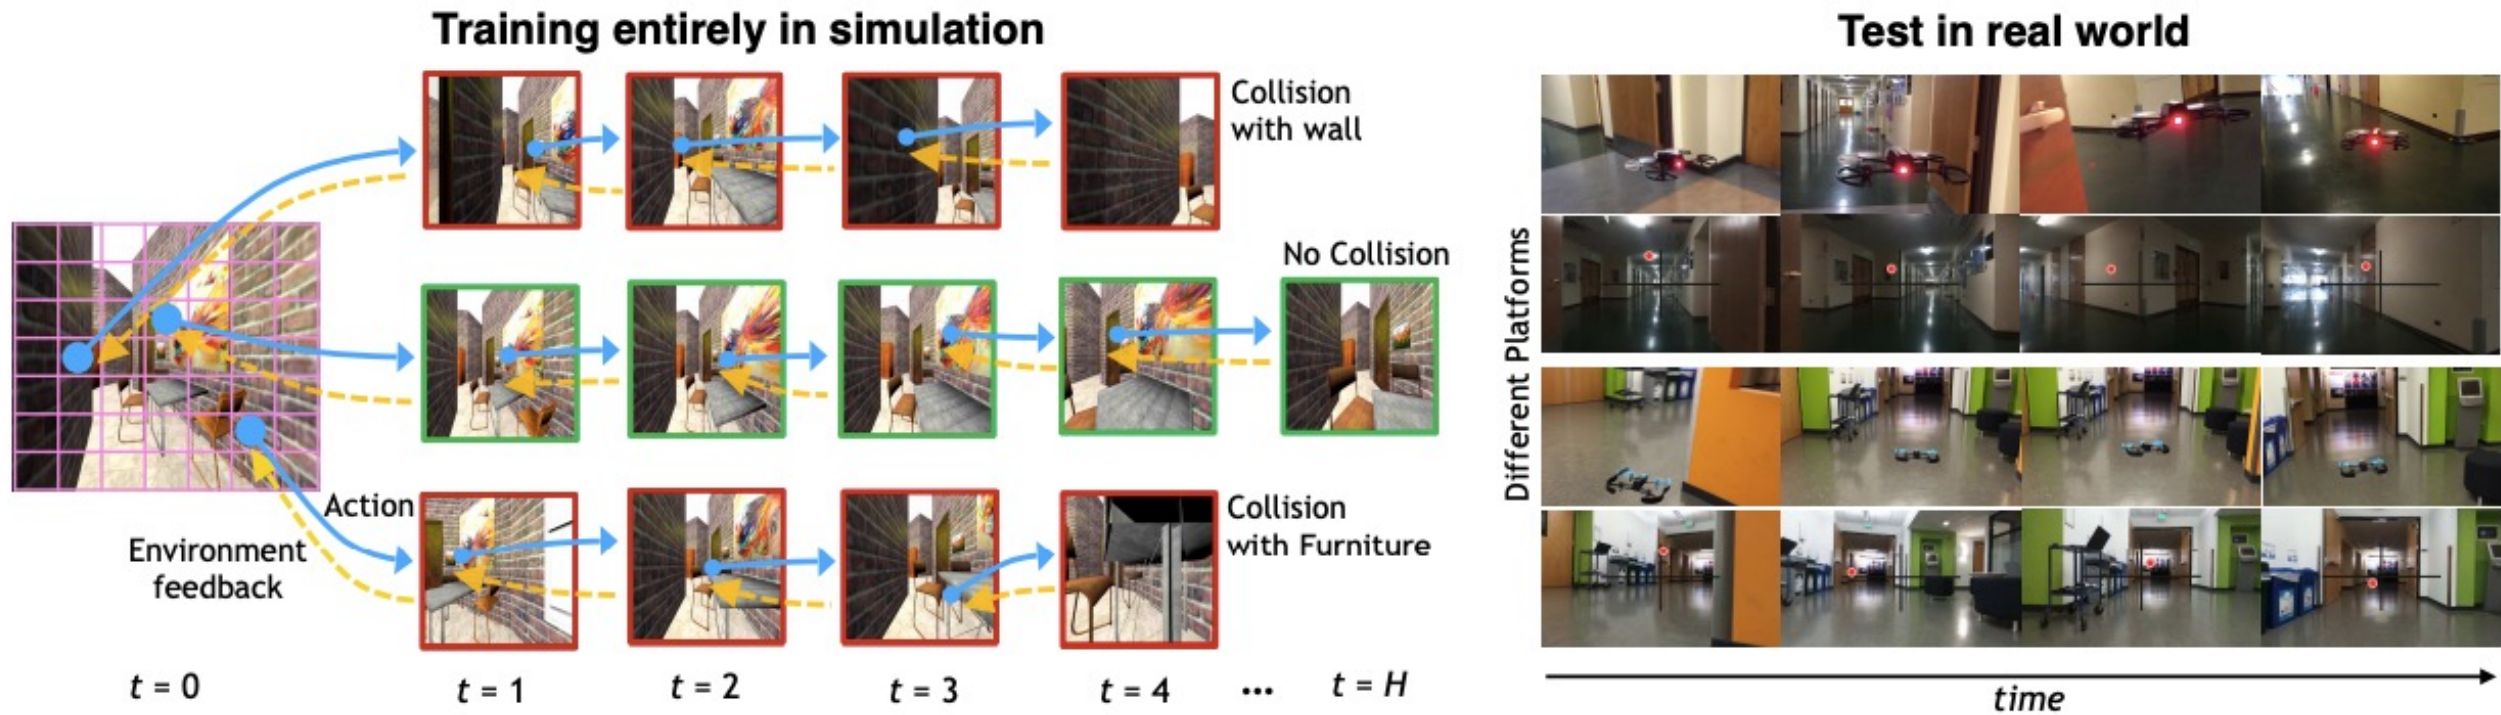 Training entirely in simulation
Test in real world
Collision
with wall
No Collision
Action
Environment
feedback
Collision
with Furniture
Different Platforms
t = 0
t = 1
t = 2
t = 3
t = 4
...
t = H
time